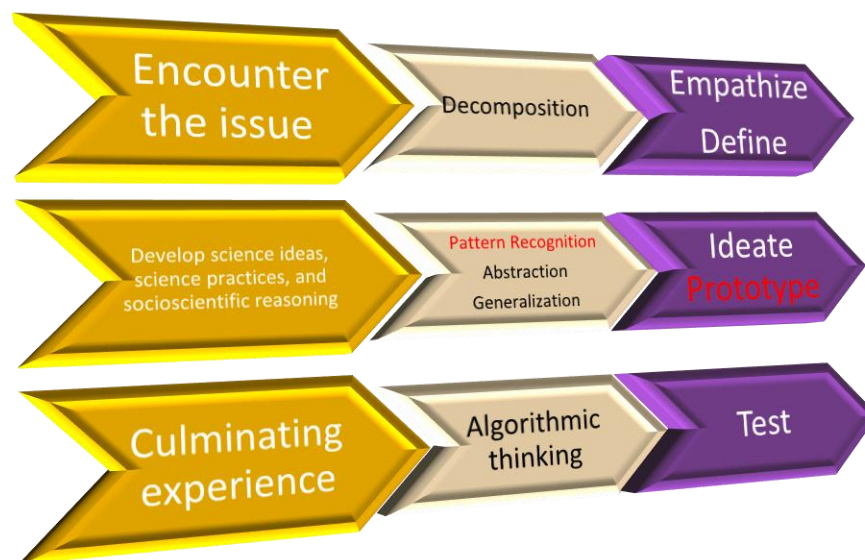 Encounter
the issue
Decomposition
Empathize
Define
Develop science ideas,
science practices, and
socioscientific reasoning
Pattern Recognition
Abstraction
Generalization
Ideate
Prototype
Culminating
experience
Algorithmic
thinking
Test